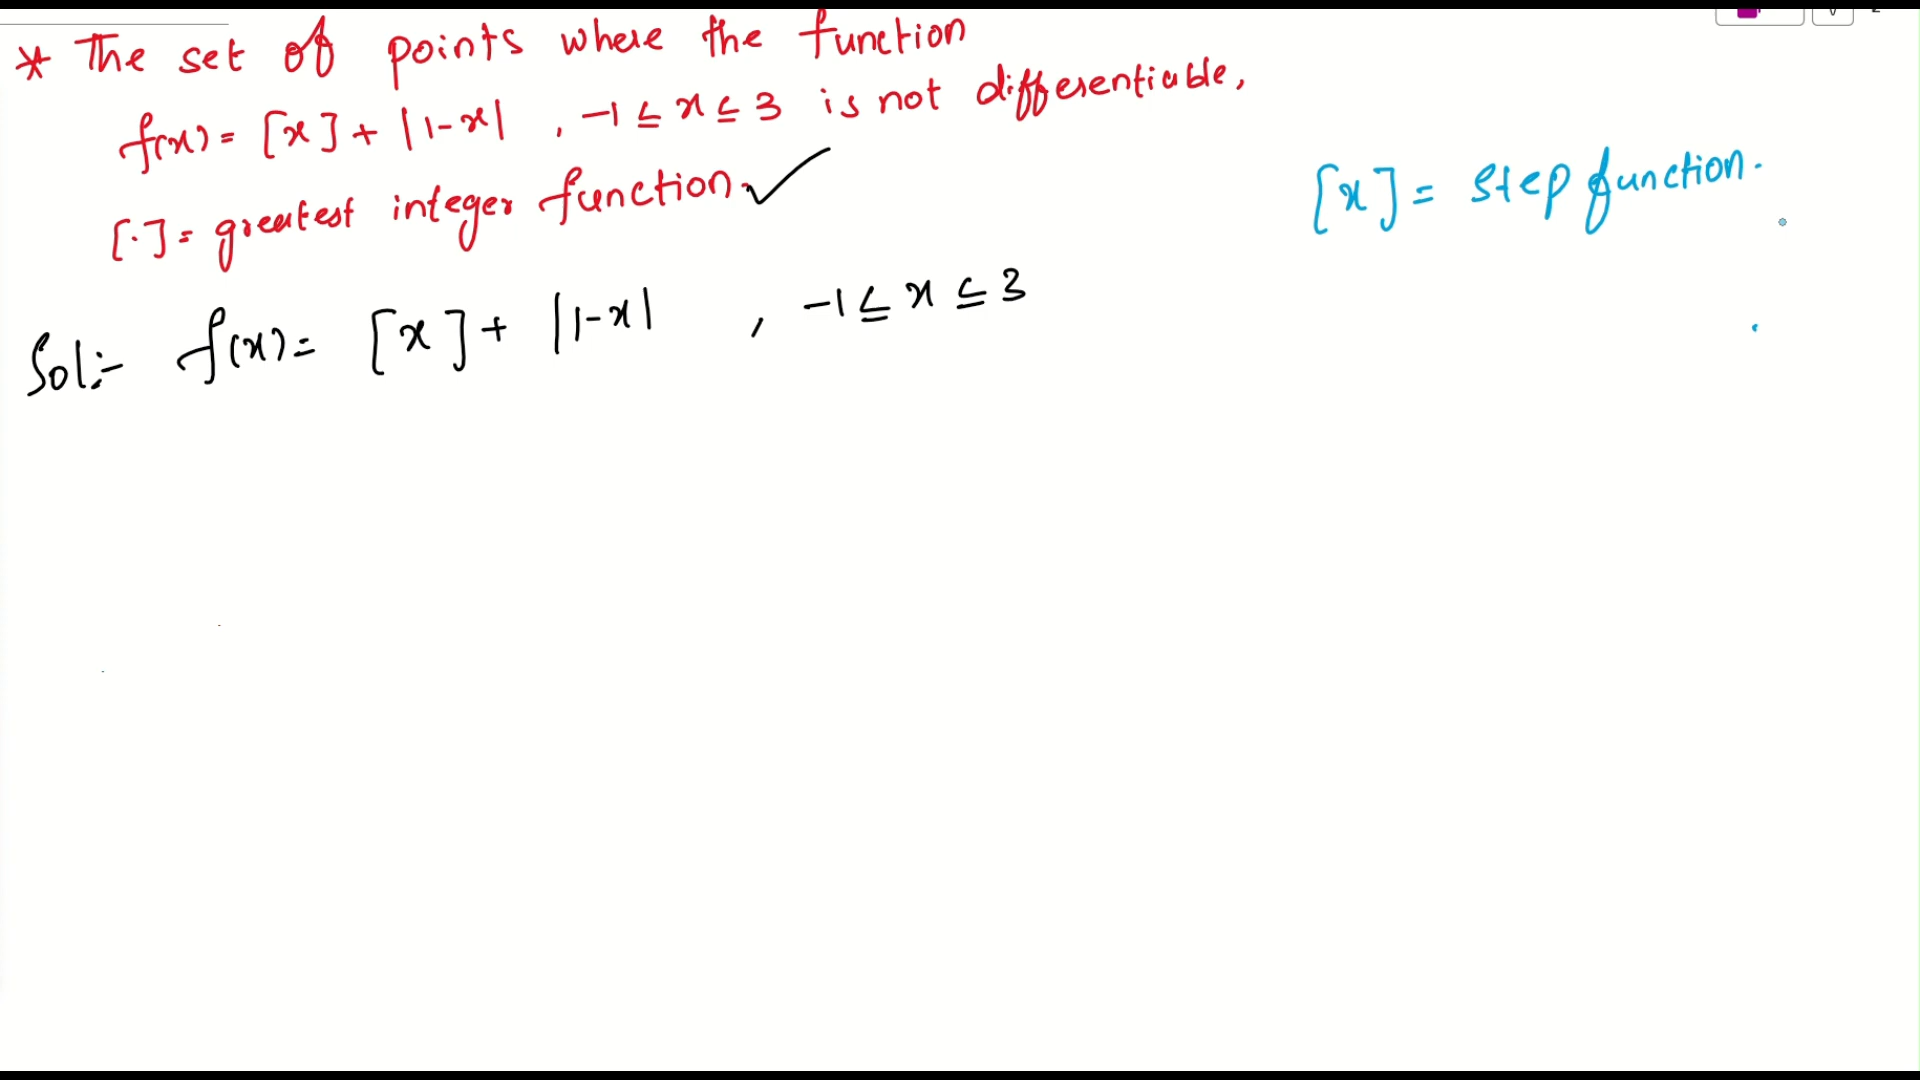 * The set of points where the function
f(x) = [x] + |1-x| , -1 ≤ x ≤ 3 is not differentiable,
[.] = greatest integer function.
[x] = Step function.
Sol:- f(x) = [x] + |1-x| , -1 ≤ x ≤ 3